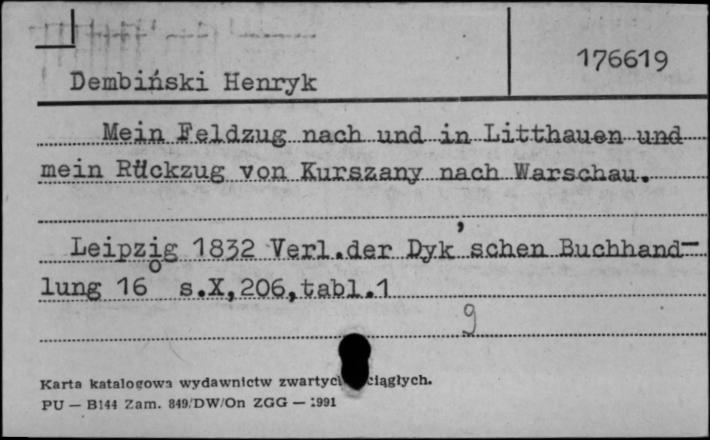 176619
Dembiński Henryk
Mein Feldzug nach und in Litthauen und
mein Rückzug von Kurszany nach Warschau.
Leipzig 1832 Verl.der Dyk'schen Buchhand-
lung 16° s.X,206,tabl.1
9
Karta katalogowa wydawnictw zwartych ciągłych.
PU — B144 Zam. 849/DW/On ZGG — 1991